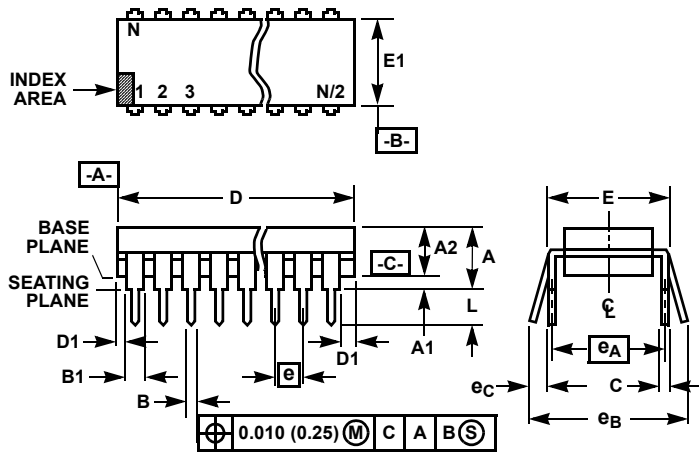 N
INDEX
AREA
1 2 3 N/2
E1
-B-
-A-
D
E
BASE
PLANE
SEATING
PLANE
A2
A
-C-
L
A1
D1
D1
B1
B
e
℄
eA
eC
C
eB
⌖ 0.010 (0.25) Ⓜ C A B Ⓢ